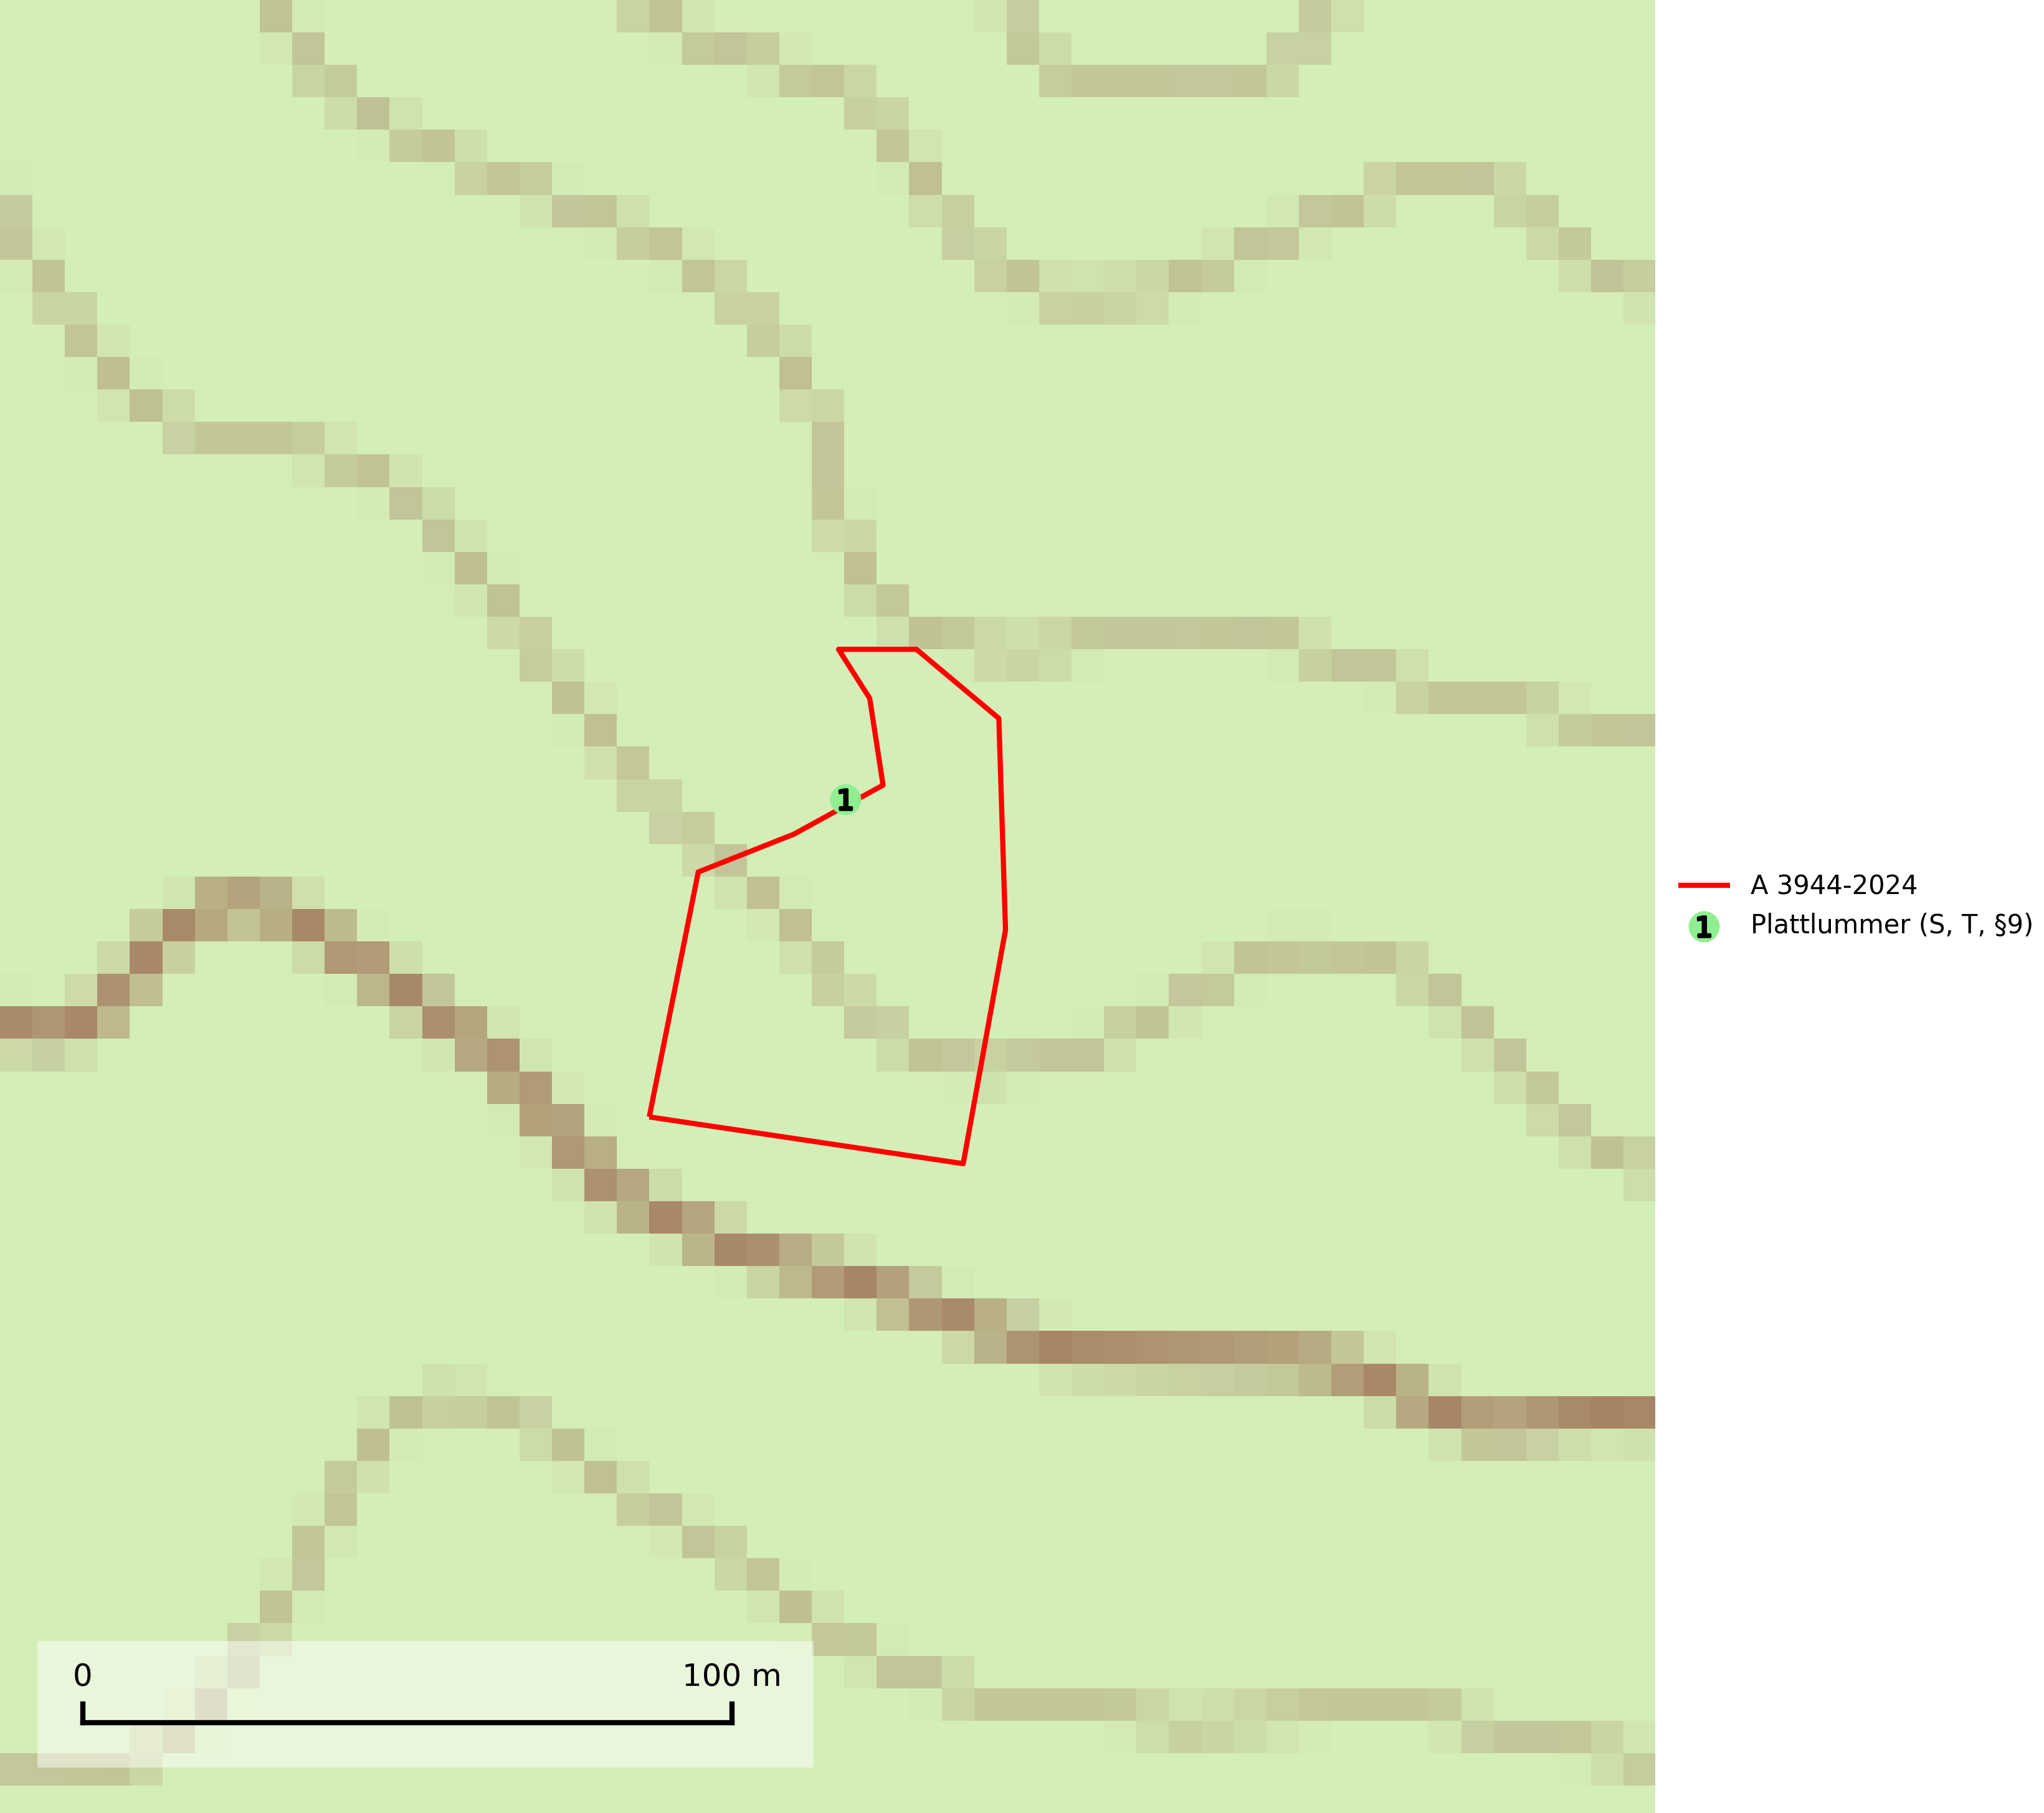 1
A 3944-2024
1 Plattlummer (S, T, §9)
0 100 m